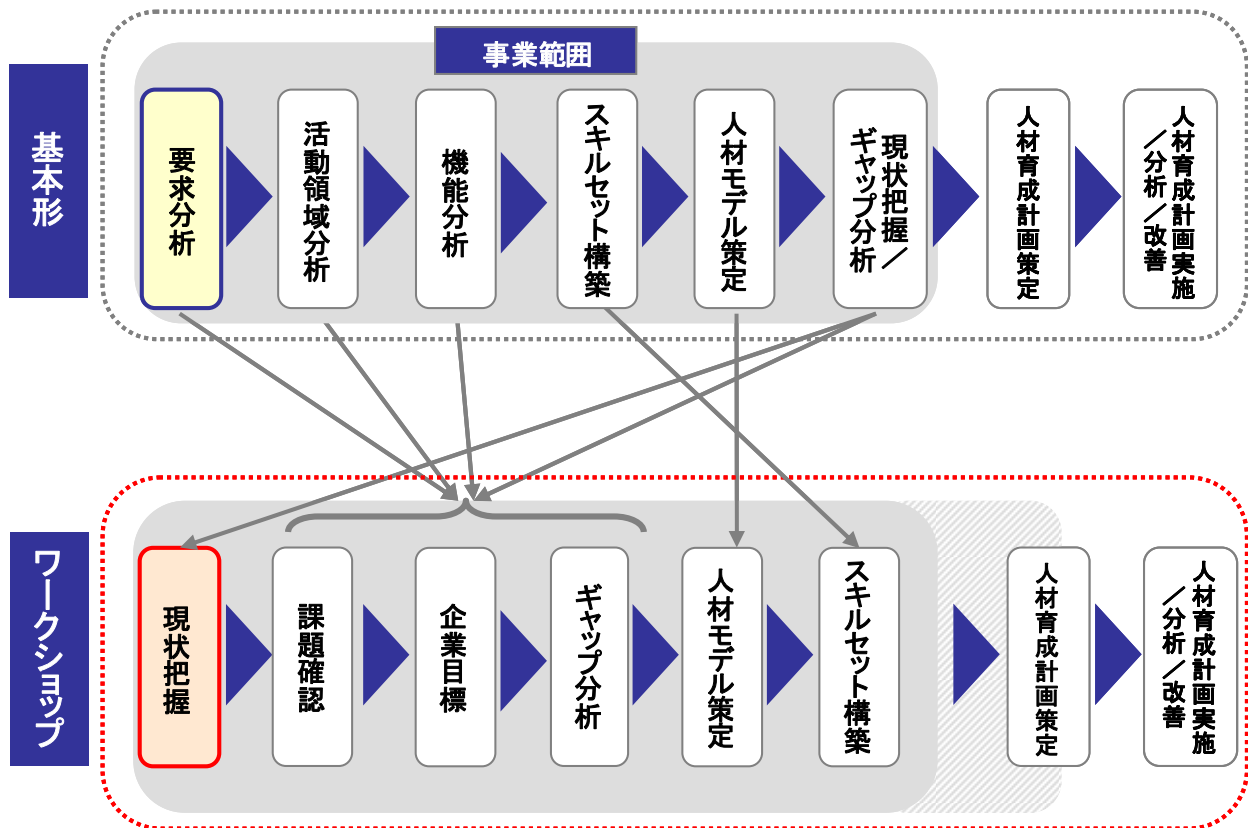 基本形
事業範囲
要求分析
活動領域分析
機能分析
スキルセット構築
人材モデル策定
現状把握／
ギャップ分析
人材育成計画策定
人材育成計画実施
／分析／改善
ワークショップ
現状把握
課題確認
企業目標
ギャップ分析
人材モデル策定
スキルセット構築
人材育成計画策定
人材育成計画実施
／分析／改善